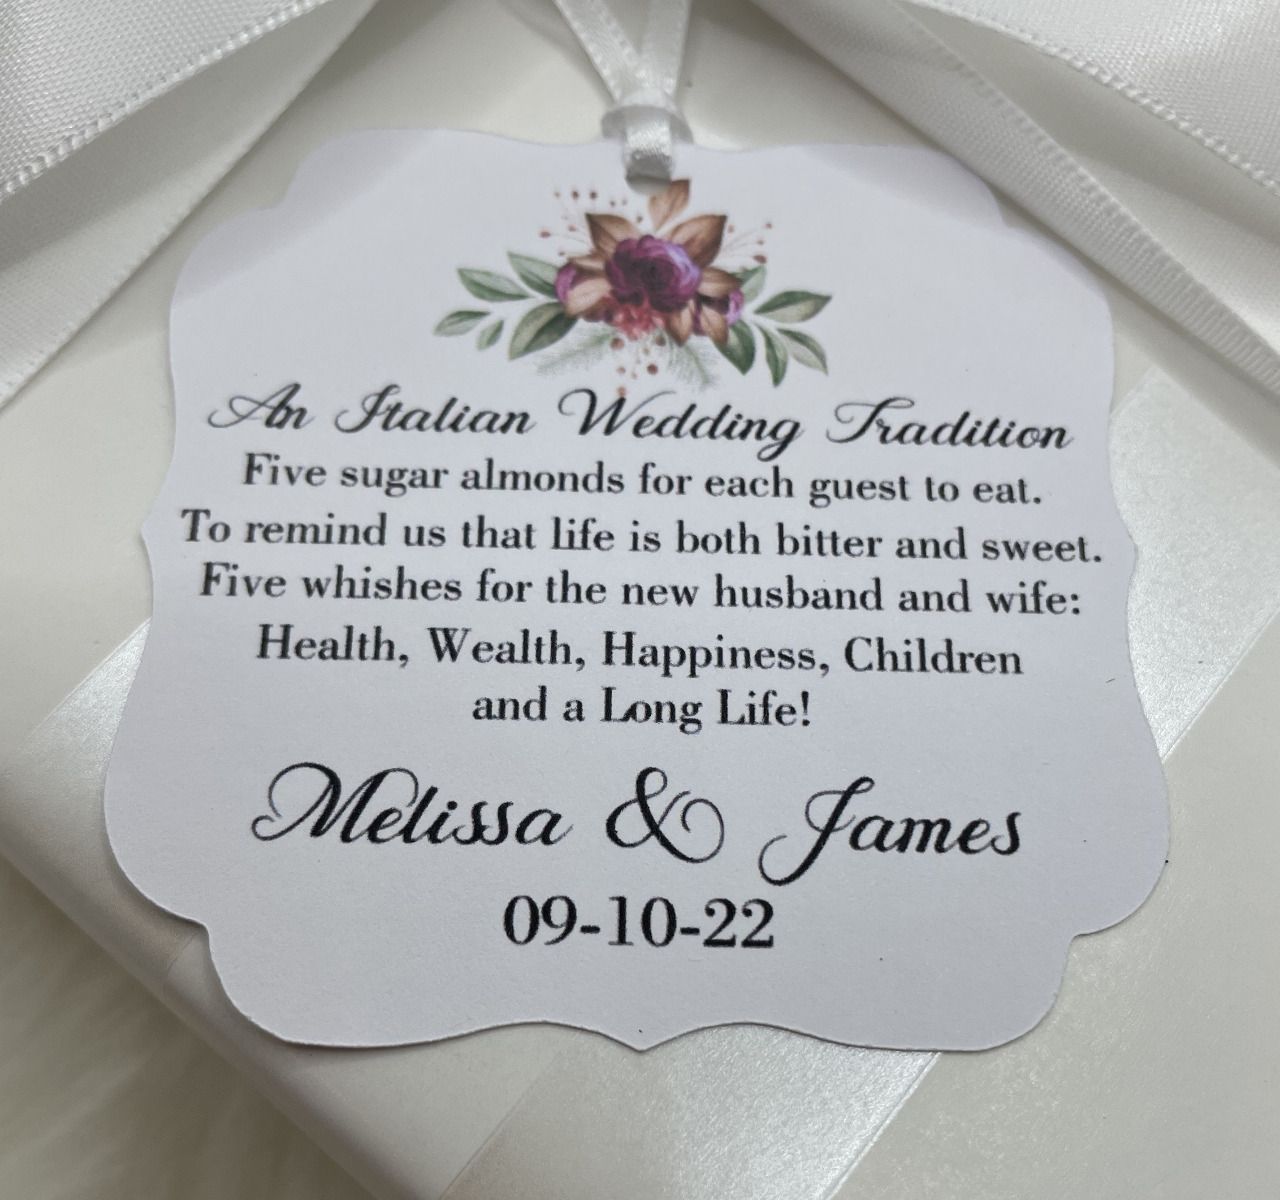 An Italian Wedding Tradition
Five sugar almonds for each guest to eat.
To remind us that life is both bitter and sweet.
Five whishes for the new husband and wife:
Health, Wealth, Happiness, Children
and a Long Life!
Melissa & James
09-10-22